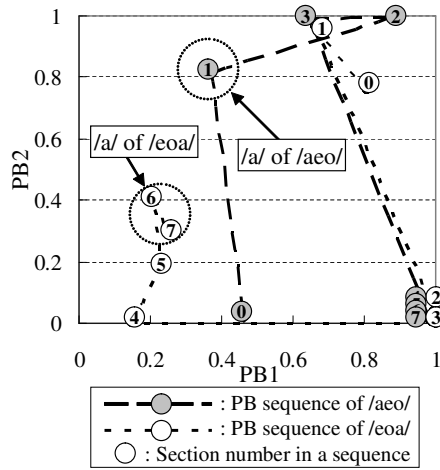 1
0.8
0.6
0.4
0.2
0
PB2
0 0.2 0.4 0.6 0.8 1
PB1
3 2
1
1
0
/a/ of /eoa/
/a/ of /aeo/
6
7
5
4
0
2
7 3
: PB sequence of /aeo/
: PB sequence of /eoa/
: Section number in a sequence